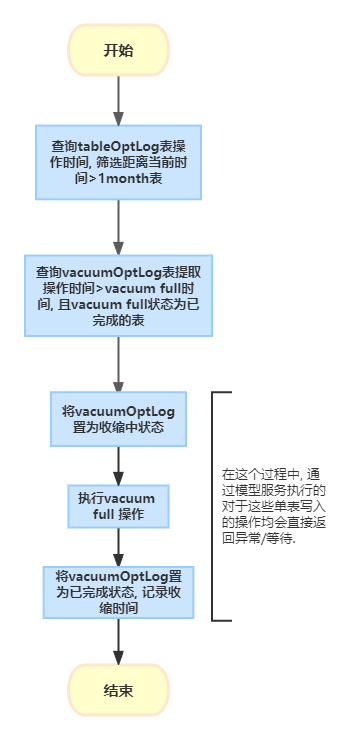 开始
查询tableOptLog表操
作时间, 筛选距离当前时
间>1month表
查询vacuumOptLog表提取
操作时间>vacuum full时
间, 且vacuum full状态为已
完成的表
将vacuumOptLog
置为收缩中状态
执行vacuum
full 操作
将vacuumOptLog置
为已完成状态, 记录收
缩时间
在这个过程中, 通
过模型服务执行的
对于这些单表写入
的操作均会直接返
回异常/等待.
结束